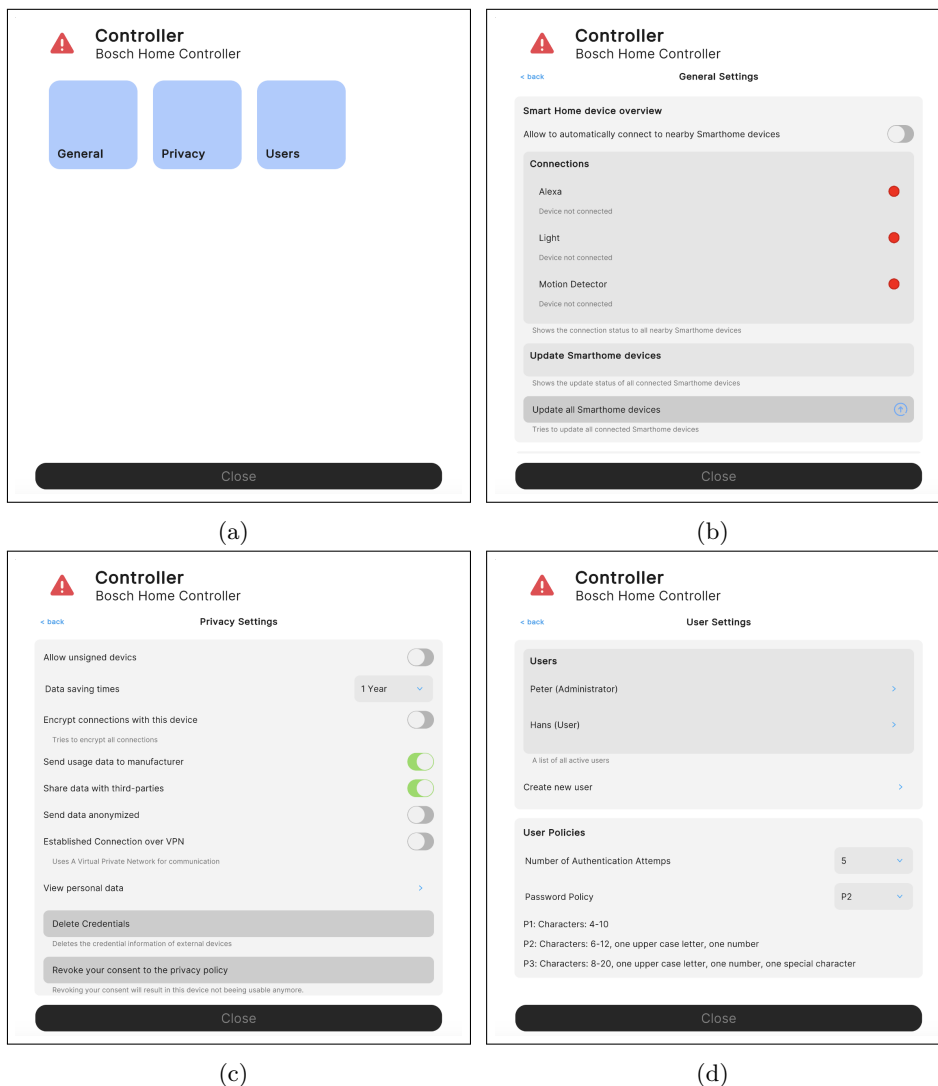 Controller
Bosch Home Controller
General
Privacy
Users
Close
(a)
Controller
Bosch Home Controller
< back
General Settings
Smart Home device overview
Allow to automatically connect to nearby Smarthome devices
Connections
Alexa
Device not connected
Light
Device not connected
Motion Detector
Device not connected
Shows the connection status to all nearby Smarthome devices
Update Smarthome devices
Shows the update status of all connected Smarthome devices
Update all Smarthome devices
Tries to update all connected Smarthome devices
Close
(b)
Controller
Bosch Home Controller
< back
Privacy Settings
Allow unsigned devics
Data saving times
1 Year
Encrypt connections with this device
Tries to encrypt all connections
Send usage data to manufacturer
Share data with third-parties
Send data anonymized
Established Connection over VPN
Uses A Virtual Private Network for communication
View personal data
Delete Credentials
Deletes the credential information of external devices
Revoke your consent to the privacy policy
Revoking your consent will result in this device not beeing usable anymore.
Close
(c)
Controller
Bosch Home Controller
< back
User Settings
Users
Peter (Administrator)
Hans (User)
A list of all active users
Create new user
User Policies
Number of Authentication Attemps
5
Password Policy
P2
P1: Characters: 4-10
P2: Characters: 6-12, one upper case letter, one number
P3: Characters: 8-20, one upper case letter, one number, one special character
Close
(d)